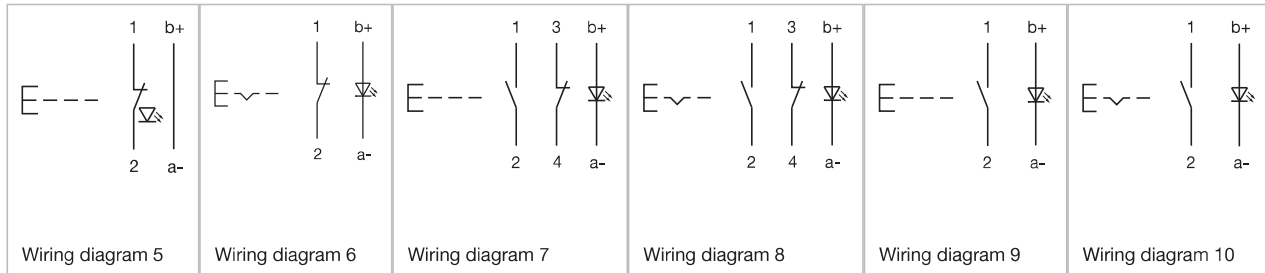 1 b+
2 a-
Wiring diagram 5
1 b+
2 a-
Wiring diagram 6
1 3 b+
2 4 a-
Wiring diagram 7
1 3 b+
2 4 a-
Wiring diagram 8
1 b+
2 a-
Wiring diagram 9
1 b+
2 a-
Wiring diagram 10